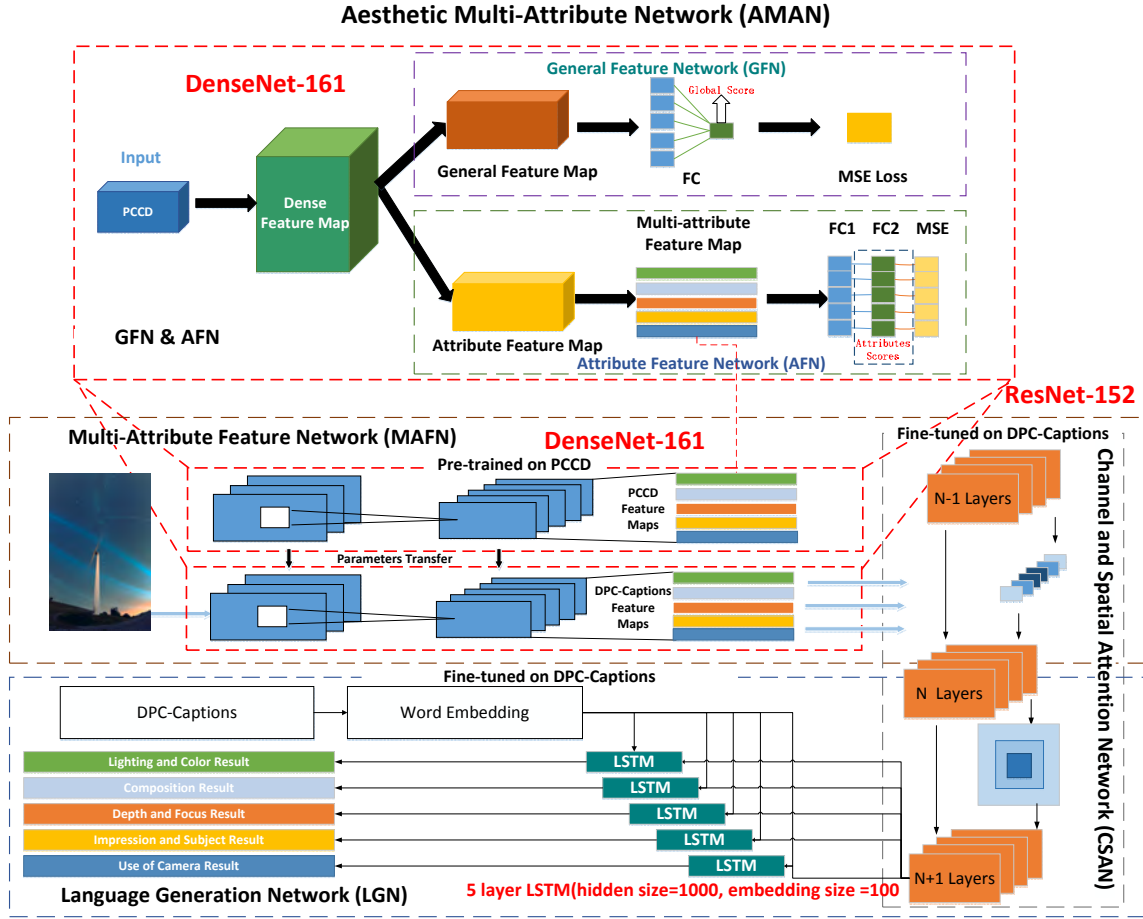 Aesthetic Multi-Attribute Network (AMAN)
DenseNet-161
General Feature Network (GFN)
Global Score
Input
PCCD
Dense
Feature Map
General Feature Map
FC
MSE Loss
Multi-attribute
Feature Map
FC1
FC2
MSE
GFN & AFN
Attribute Feature Map
Attributes
Scores
Attribute Feature Network (AFN)
ResNet-152
Multi-Attribute Feature Network (MAFN)
DenseNet-161
Fine-tuned on DPC-Captions
Pre-trained on PCCD
PCCD
Feature
Maps
N-1 Layers
Parameters Transfer
DPC-Captions
Feature
Maps
Channel and Spatial Attention Network (CSAN)
N Layers
Fine-tuned on DPC-Captions
DPC-Captions
Word Embedding
Lighting and Color Result
LSTM
Composition Result
LSTM
Depth and Focus Result
LSTM
Impression and Subject Result
LSTM
Use of Camera Result
LSTM
N+1 Layers
Language Generation Network (LGN)
5 layer LSTM(hidden size=1000, embedding size =100